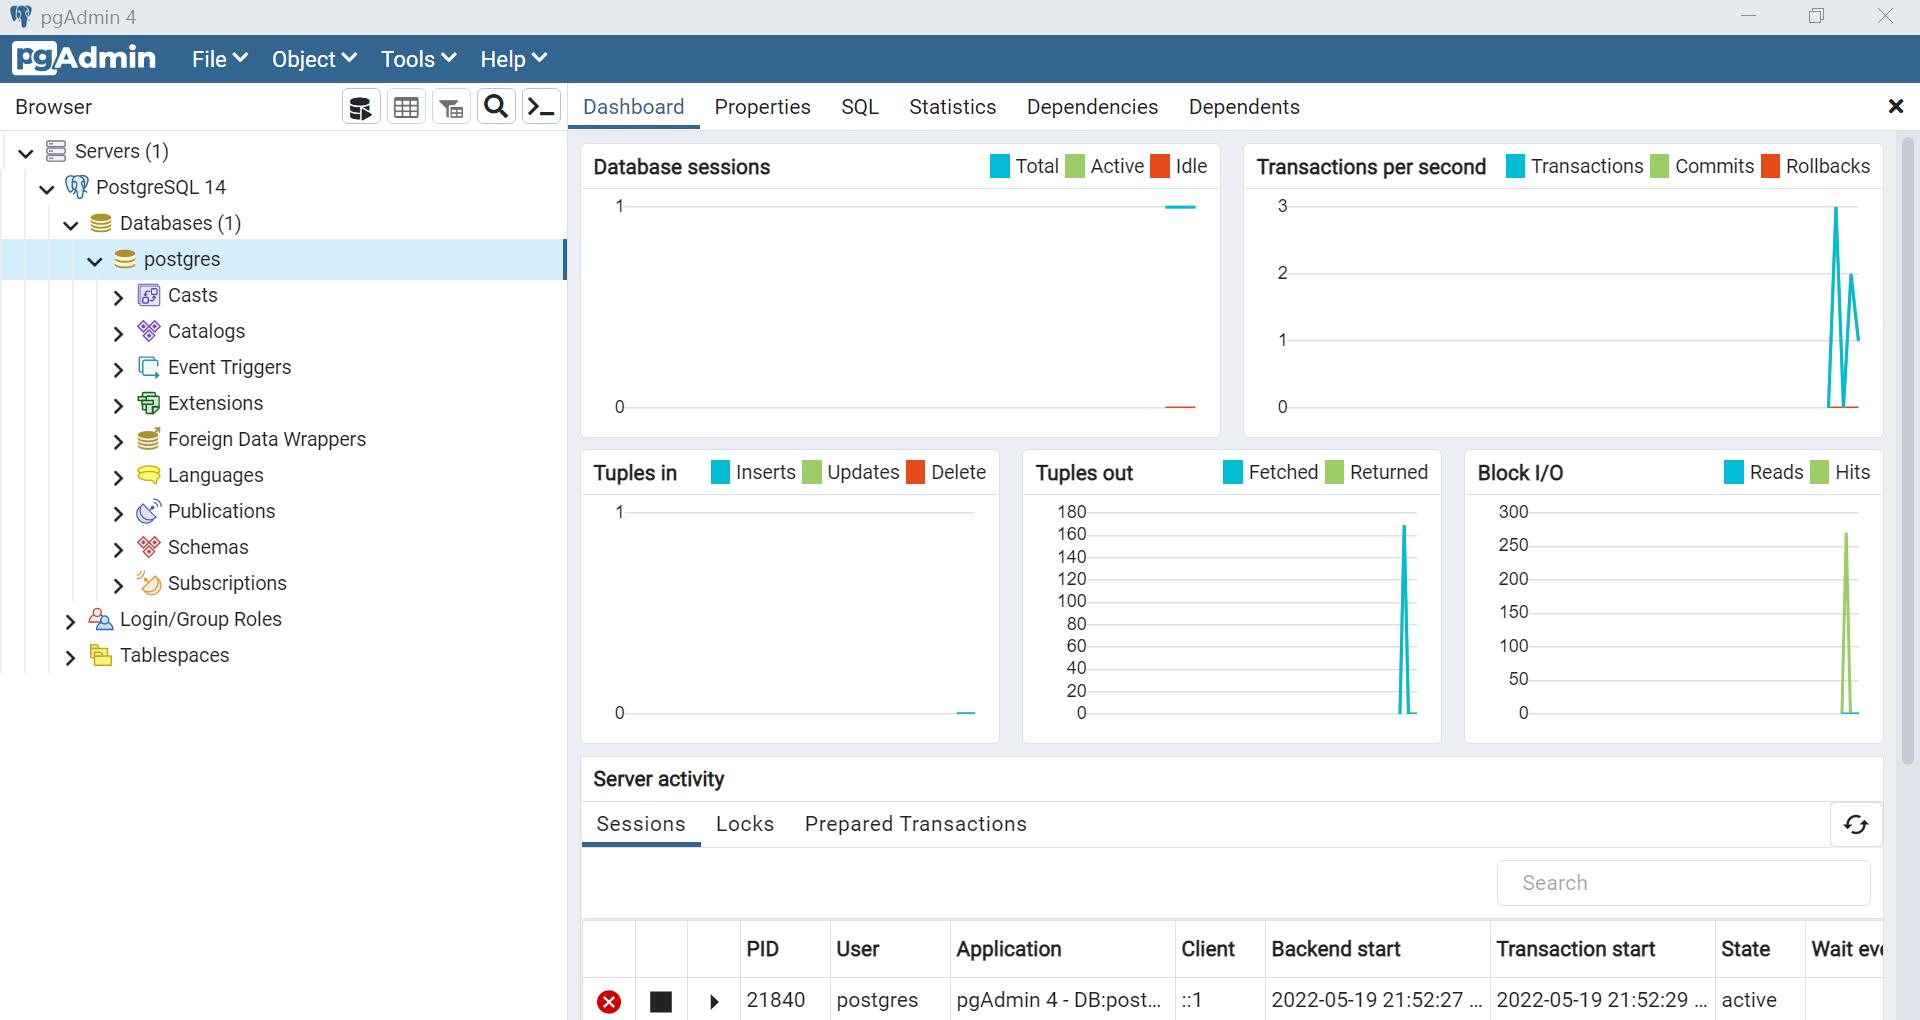 pgAdmin 4
pgAdmin File Object Tools Help
Browser
Servers (1)
PostgreSQL 14
Databases (1)
postgres
Casts
Catalogs
Event Triggers
Extensions
Foreign Data Wrappers
Languages
Publications
Schemas
Subscriptions
Login/Group Roles
Tablespaces
Dashboard Properties SQL Statistics Dependencies Dependents
Database sessions Total Active Idle
1
0
Transactions per second Transactions Commits Rollbacks
3
2
1
0
Tuples in Inserts Updates Delete
1
0
Tuples out Fetched Returned
180
160
140
120
100
80
60
40
20
0
Block I/O Reads Hits
300
250
200
150
100
50
0
Server activity
Sessions Locks Prepared Transactions
Search
PID User Application Client Backend start Transaction start State Wait eve
21840 postgres pgAdmin 4 - DB:post... ::1 2022-05-19 21:52:27 ... 2022-05-19 21:52:29 ... active